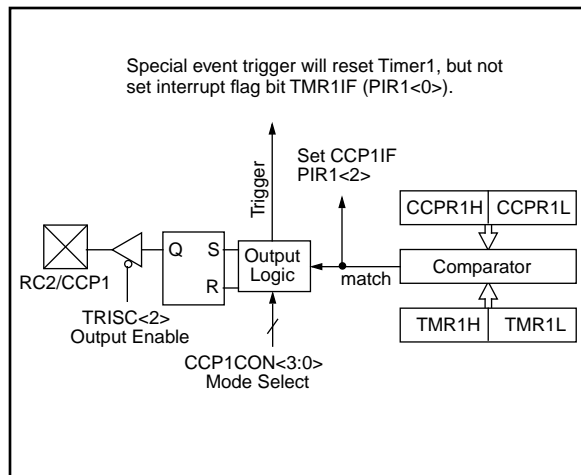 Special event trigger will reset Timer1, but not
set interrupt flag bit TMR1IF (PIR1<0>).
Trigger
Set CCP1IF
PIR1<2>
CCPR1H CCPR1L
Q S
R
Output
Logic
match
Comparator
RC2/CCP1
TRISC<2>
Output Enable
TMR1H TMR1L
CCP1CON<3:0>
Mode Select